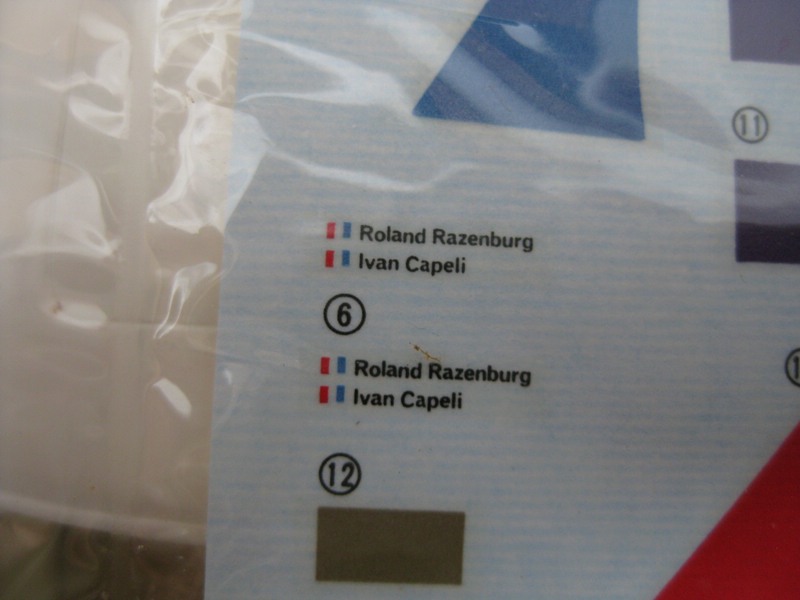 11
Roland Razenburg
Ivan Capeli
6
Roland Razenburg
Ivan Capeli
12